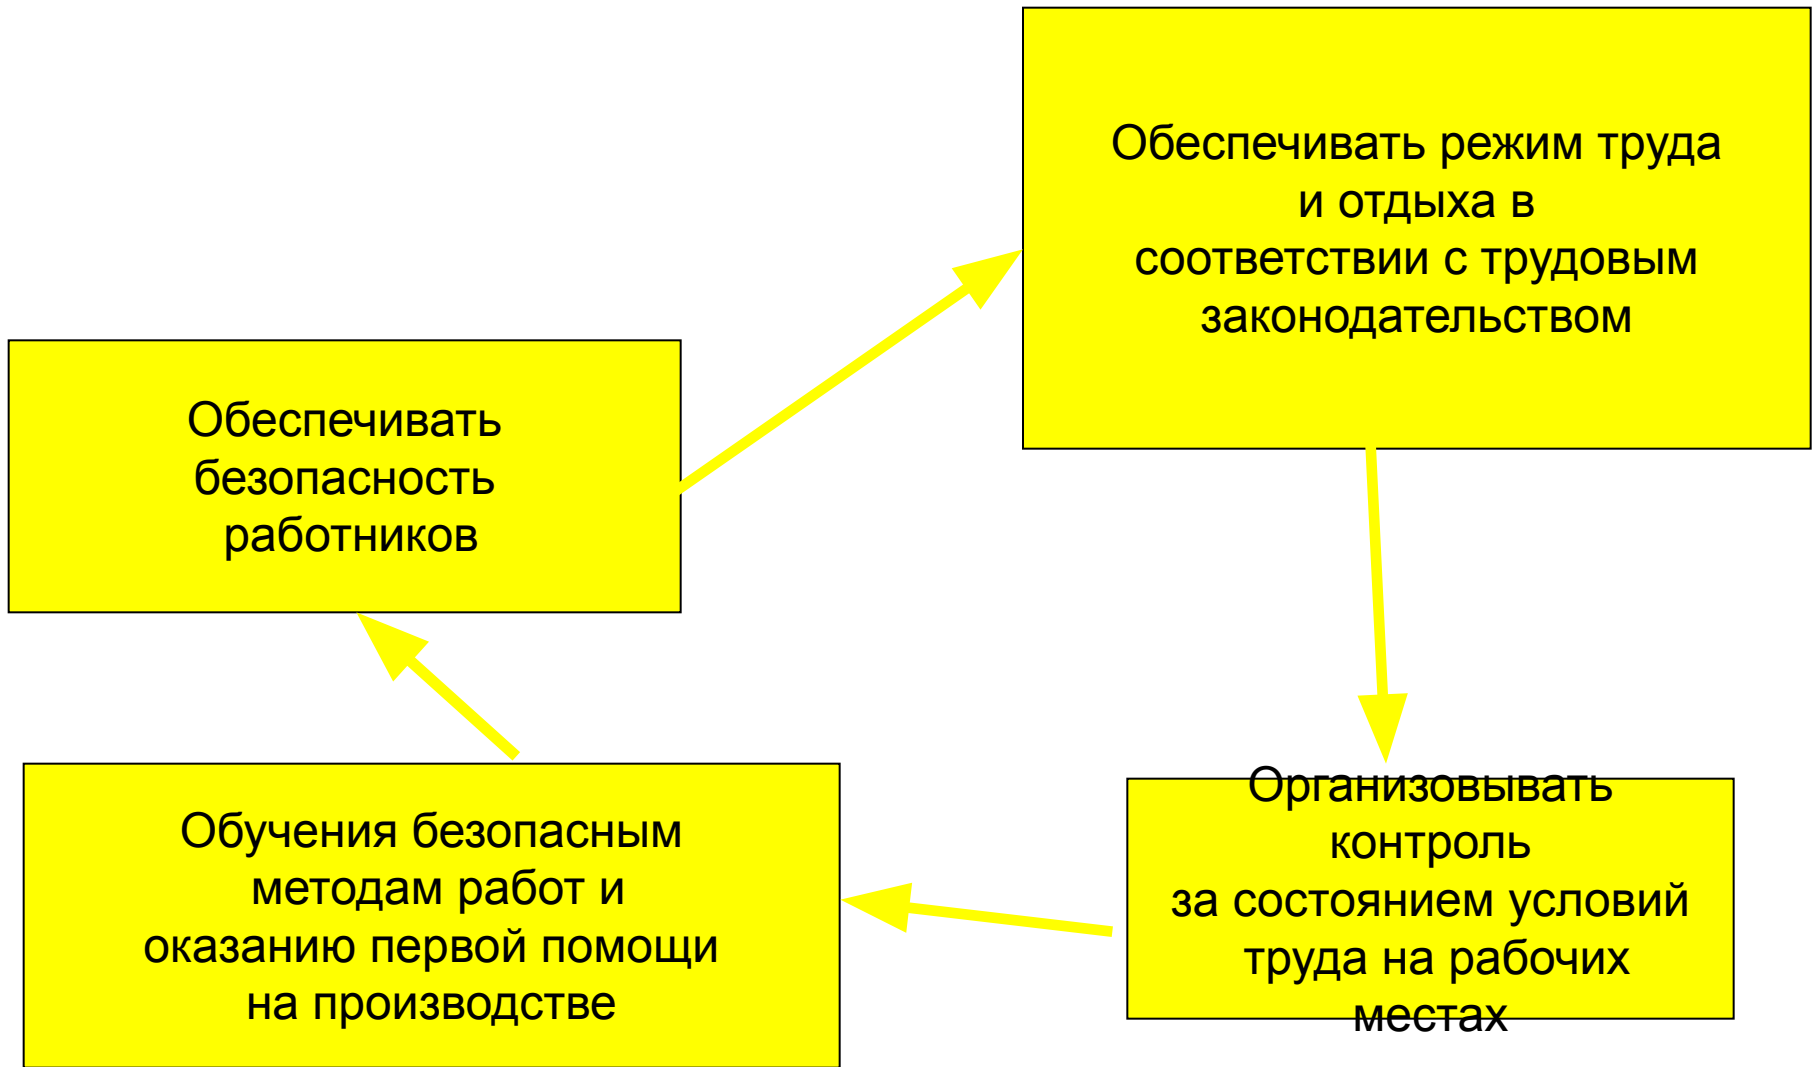 Обеспечивать режим труда
и отдыха в
соответствии с трудовым
законодательством
Обеспечивать
безопасность
работников
Организовывать
контроль
за состоянием условий
труда на рабочих
местах
Обучения безопасным
методам работ и
оказанию первой помощи
на производстве